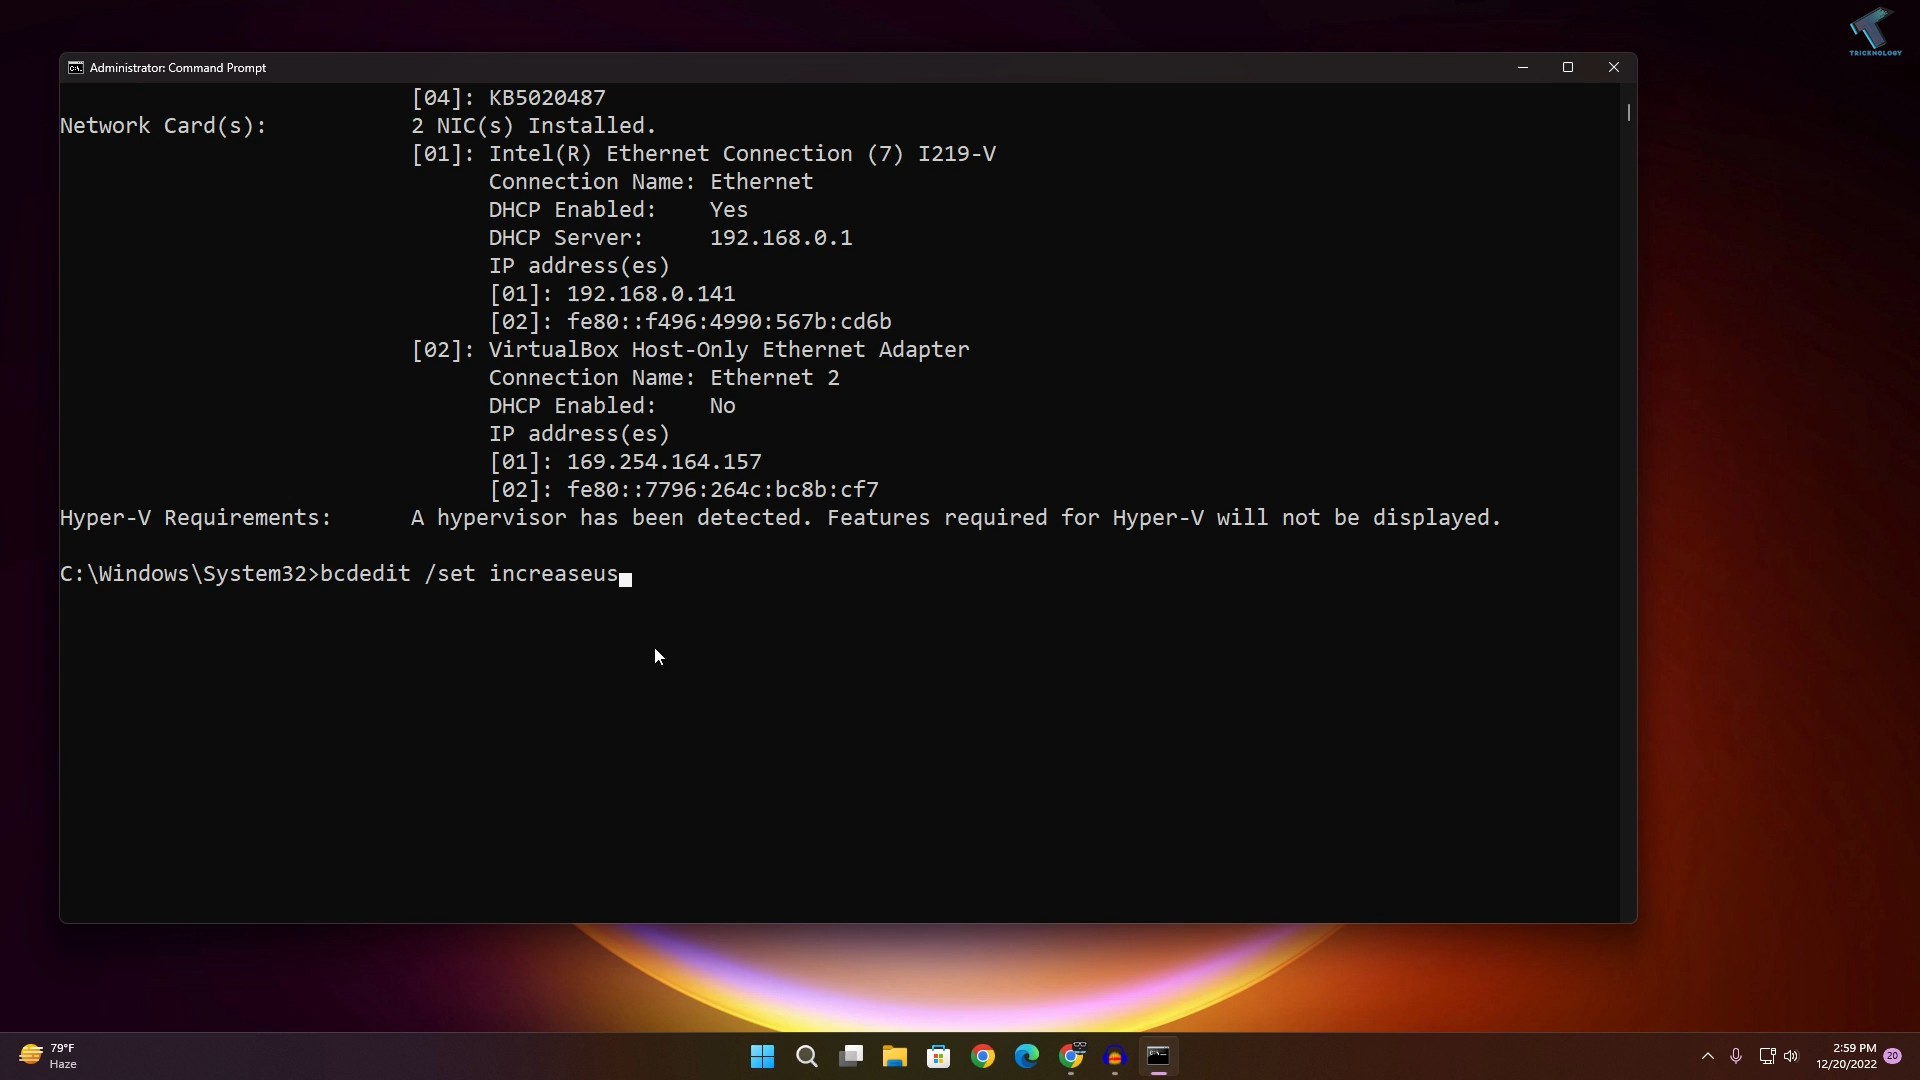 TRICKNOLOGY
Administrator: Command Prompt
[04]: KB5020487
Network Card(s): 2 NIC(s) Installed.
[01]: Intel(R) Ethernet Connection (7) I219-V
Connection Name: Ethernet
DHCP Enabled: Yes
DHCP Server: 192.168.0.1
IP address(es)
[01]: 192.168.0.141
[02]: fe80::f496:4990:567b:cd6b
[02]: VirtualBox Host-Only Ethernet Adapter
Connection Name: Ethernet 2
DHCP Enabled: No
IP address(es)
[01]: 169.254.164.157
[02]: fe80::7796:264c:bc8b:cf7
Hyper-V Requirements: A hypervisor has been detected. Features required for Hyper-V will not be displayed.
C:\Windows\System32>bcdedit /set increaseus
79°F
Haze
2:59 PM
12/20/2022
20